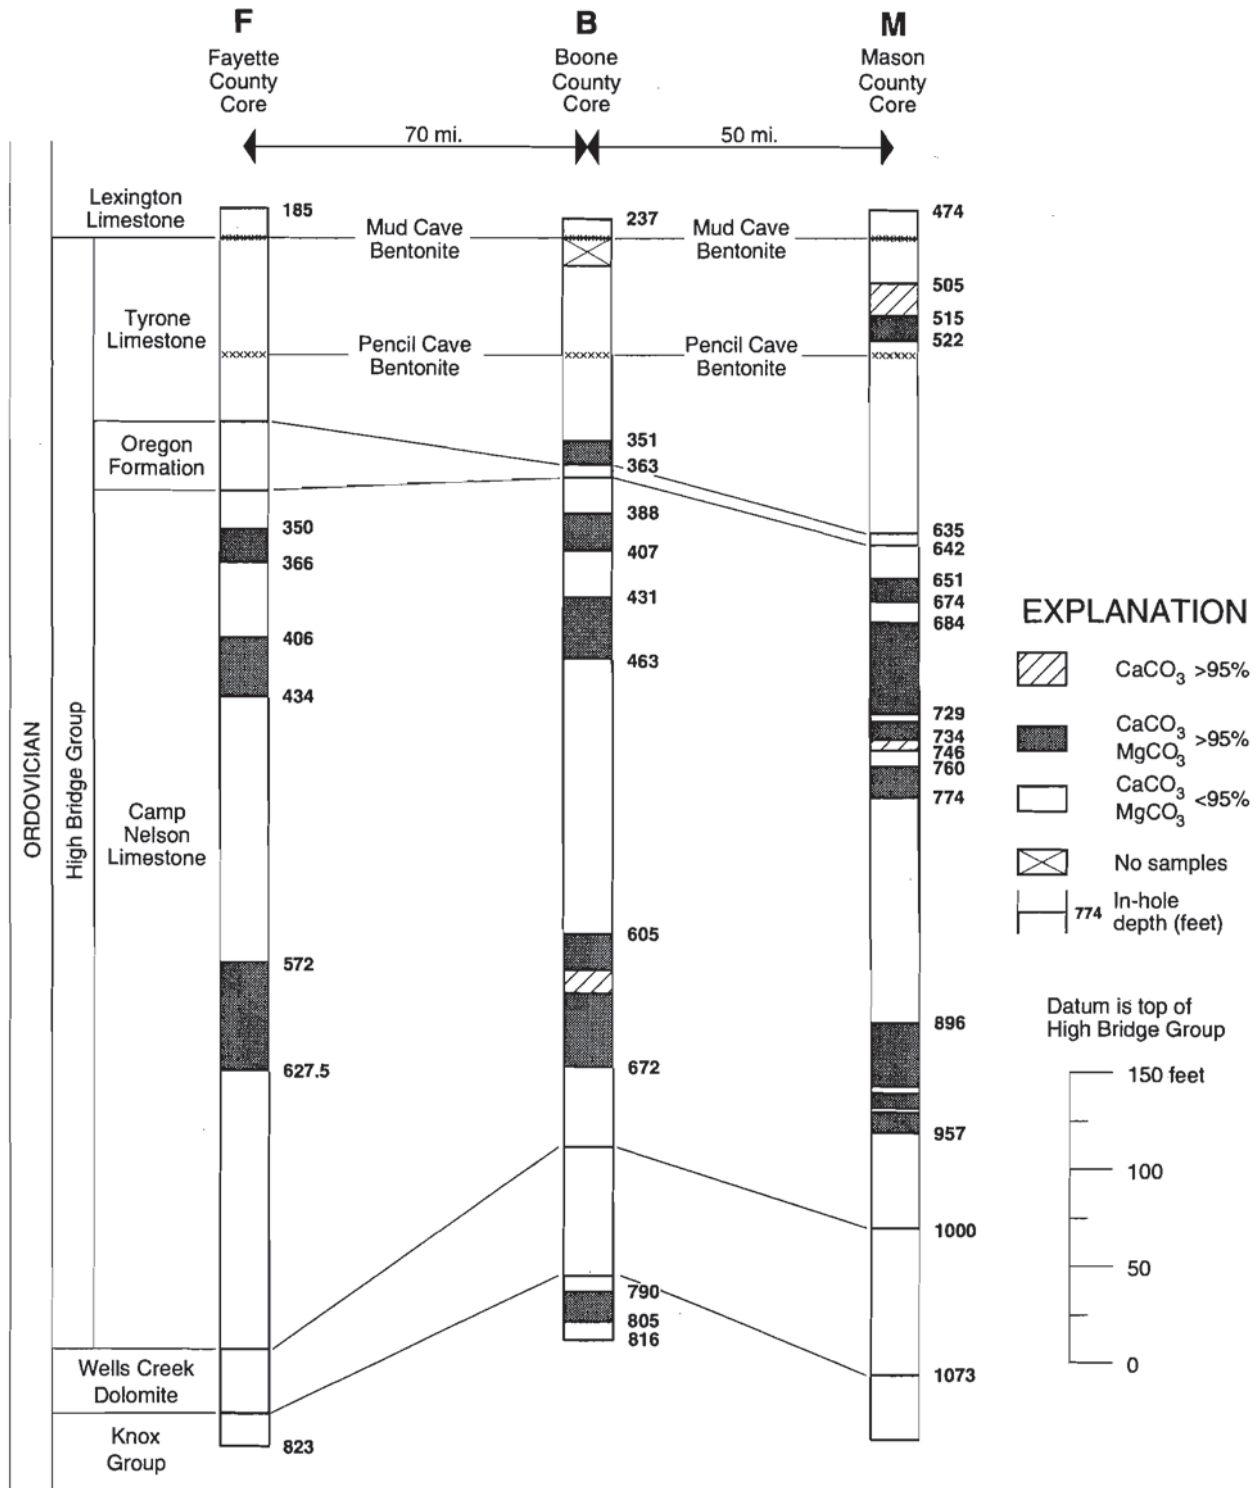 F
Fayette
County
Core
B
Boone
County
Core
M
Mason
County
Core
70 mi.
50 mi.
Lexington
Limestone
Tyrone
Limestone
Oregon
Formation
Camp
Nelson
Limestone
Wells Creek
Dolomite
Knox
Group
ORDOVICIAN
High Bridge Group
Mud Cave
Bentonite
Mud Cave
Bentonite
Pencil Cave
Bentonite
Pencil Cave
Bentonite
185
350
366
406
434
572
627.5
823
237
351
363
388
407
431
463
605
672
790
805
816
474
505
515
522
635
642
651
674
684
729
734
746
760
774
896
957
1000
1073
EXPLANATION
CaCO3 >95%
CaCO3
MgCO3 >95%
CaCO3
MgCO3 <95%
No samples
774 In-hole
depth (feet)
Datum is top of
High Bridge Group
150 feet
100
50
0